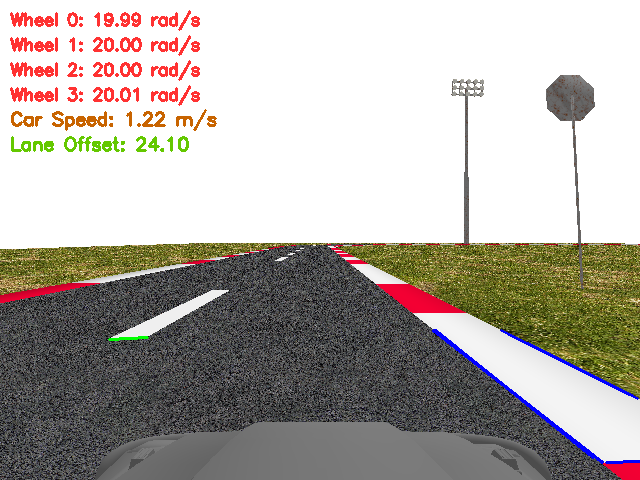 Wheel 0: 19.99 rad/s
Wheel 1: 20.00 rad/s
Wheel 2: 20.00 rad/s
Wheel 3: 20.01 rad/s
Car Speed: 1.22 m/s
Lane Offset: 24.10